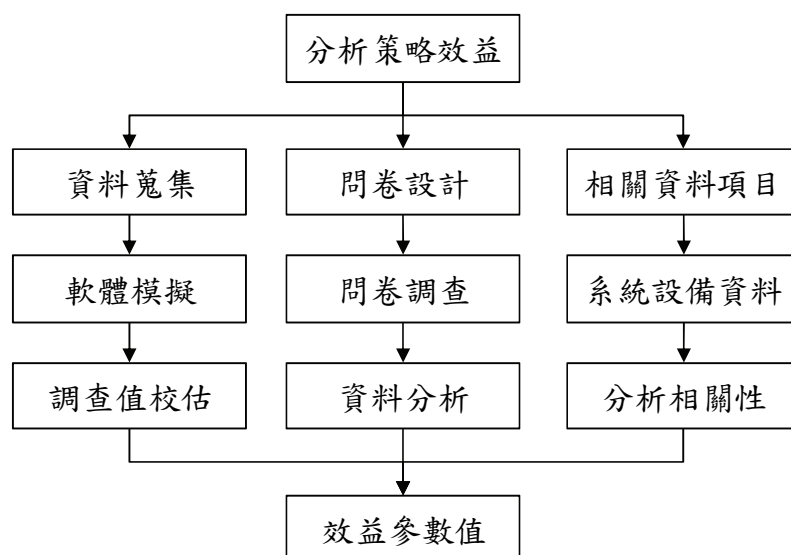 分析策略效益
資料蒐集
問卷設計
相關資料項目
軟體模擬
問卷調查
系統設備資料
調查值校估
資料分析
分析相關性
效益參數值